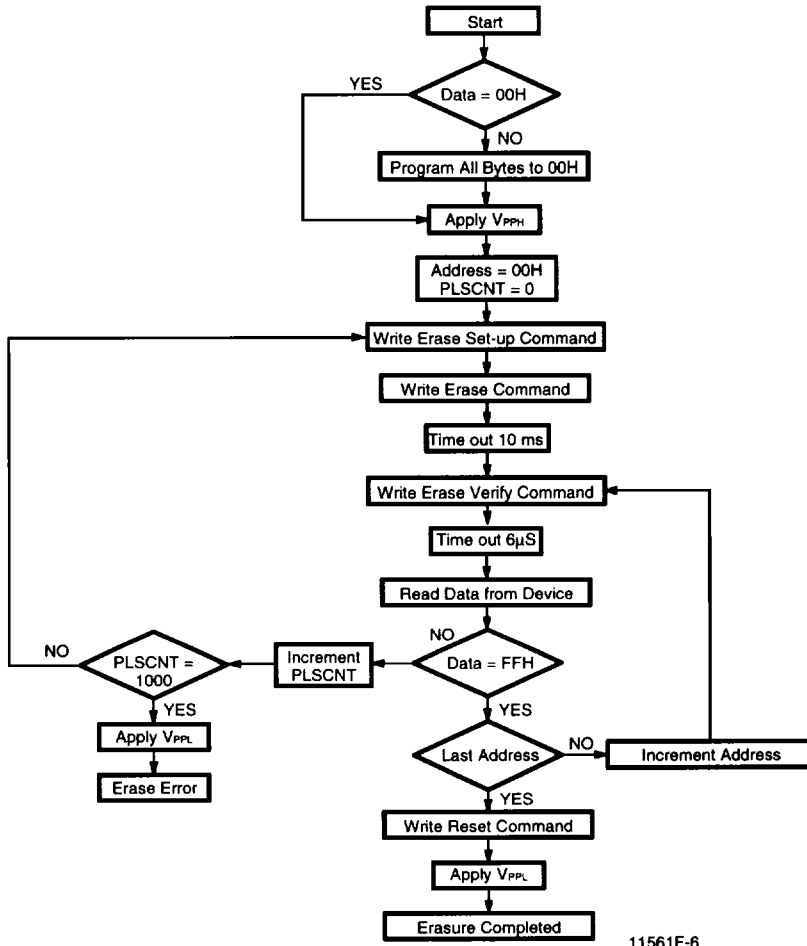 Start
YES
Data = 00H
NO
Program All Bytes to 00H
Apply VPPH
Address = 00H
PLSCNT = 0
Write Erase Set-up Command
Write Erase Command
Time out 10 ms
Write Erase Verify Command
Time out 6µS
Read Data from Device
NO
Data = FFH
Increment
PLSCNT
NO
PLSCNT =
1000
YES
Apply VPPL
Erase Error
YES
Last Address
NO
Increment Address
YES
Write Reset Command
Apply VPPL
Erasure Completed
11561E-6